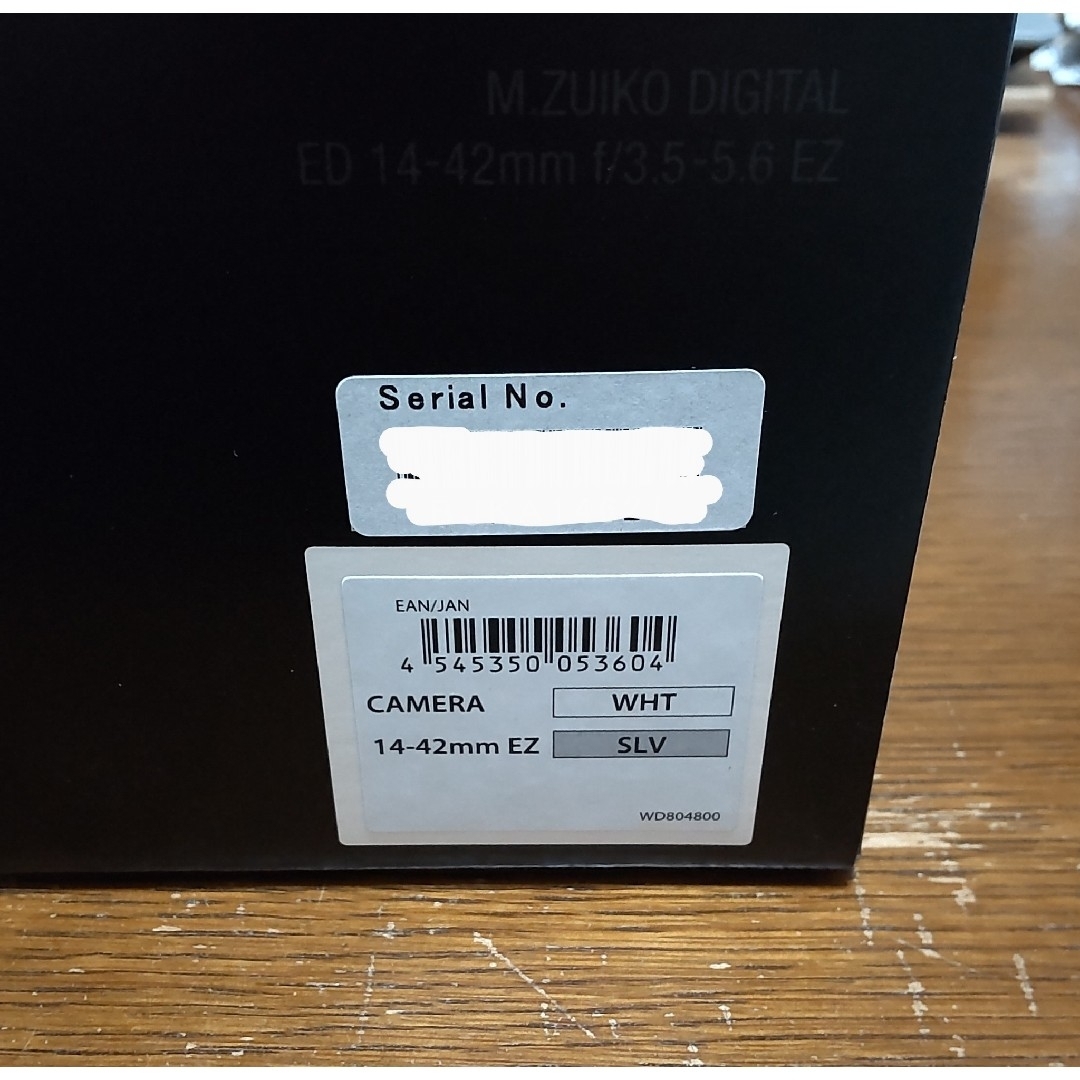 M.ZUIKO DIGITAL
ED 14-42mm f/3.5-5.6 EZ
Serial No.
EAN/JAN
4 545350 053604
CAMERA WHT
14-42mm EZ SLV
WD804800